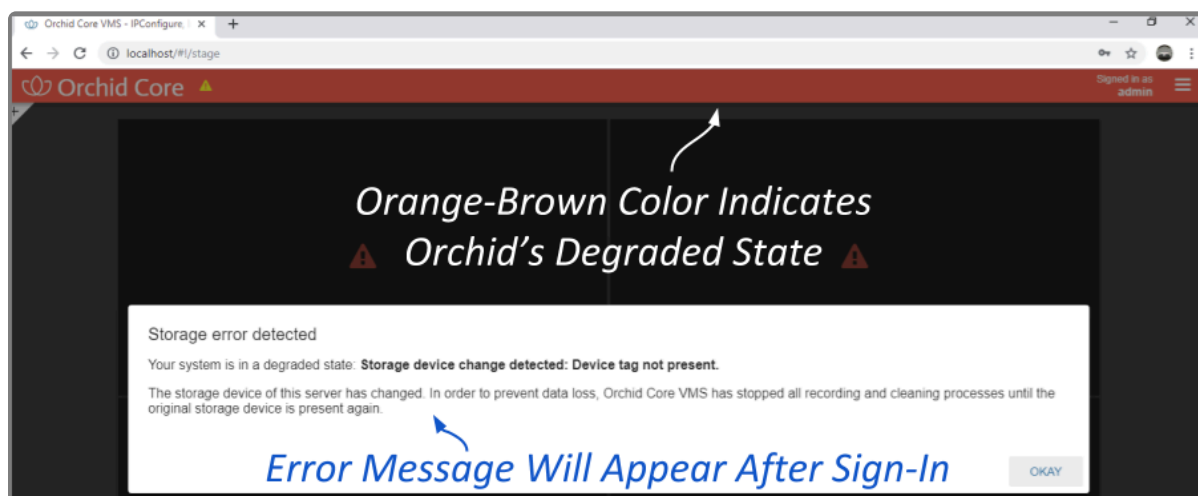 Orchid Core VMS - IPConfigure,
localhost/#!/stage
Orchid Core
Signed in as
admin
Orange-Brown Color Indicates
Orchid’s Degraded State
Storage error detected
Your system is in a degraded state: Storage device change detected: Device tag not present.
The storage device of this server has changed. In order to prevent data loss, Orchid Core VMS has stopped all recording and cleaning processes until the
original storage device is present again.
Error Message Will Appear After Sign-In
OKAY